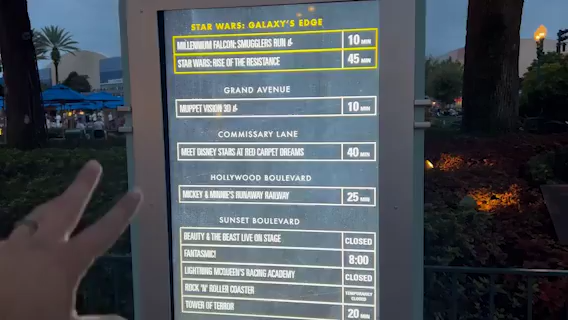 STAR WARS: GALAXY'S EDGE
MILLENNIUM FALCON: SMUGGLERS RUN 10 MIN
STAR WARS: RISE OF THE RESISTANCE 45 MIN
GRAND AVENUE
MUPPET VISION 3D 10 MIN
COMMISSARY LANE
MEET DISNEY STARS AT RED CARPET DREAMS 40 MIN
HOLLYWOOD BOULEVARD
MICKEY & MINNIE'S RUNAWAY RAILWAY 25 MIN
SUNSET BOULEVARD
BEAUTY & THE BEAST LIVE ON STAGE CLOSED
FANTASMIC! 8:00
LIGHTNING MCQUEEN'S RACING ACADEMY CLOSED
ROCK 'N' ROLLER COASTER TEMPORARILY CLOSED
TOWER OF TERROR 20 MIN